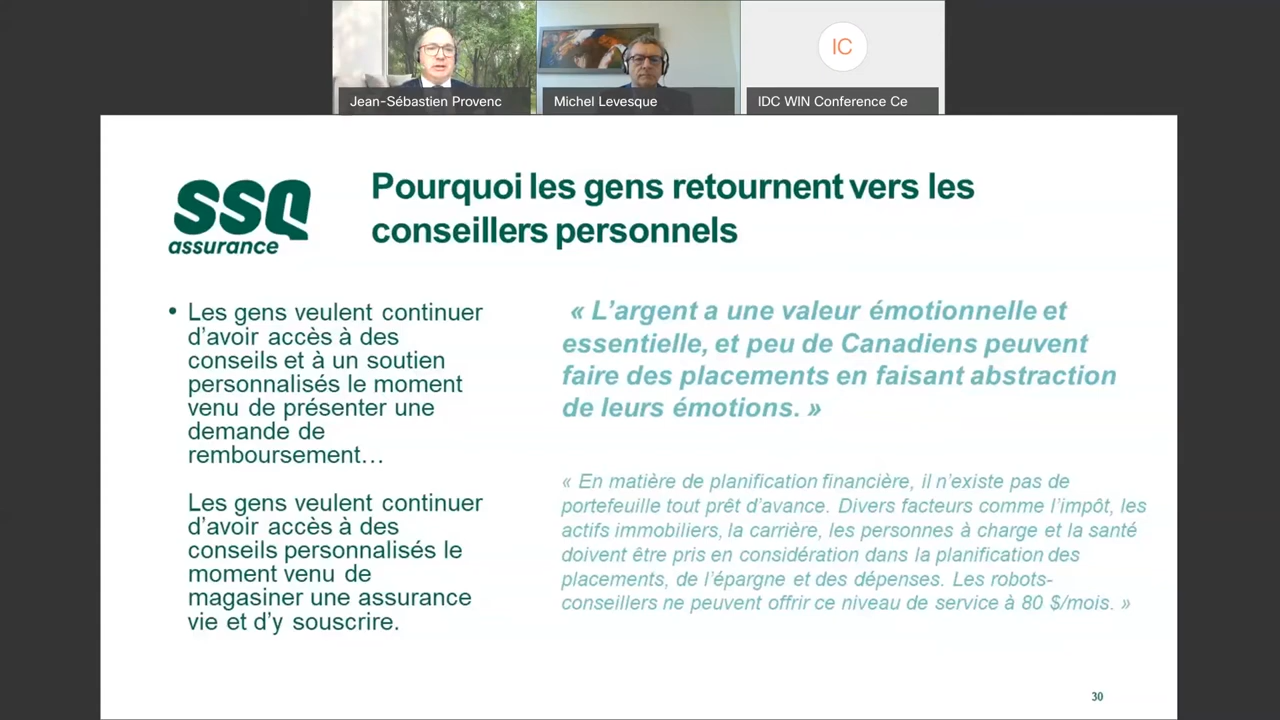 IC
Jean-Sébastien Provenc
Michel Levesque
IDC WIN Conference Ce
ssq
assurance
Pourquoi les gens retournent vers les
conseillers personnels
• Les gens veulent continuer
d'avoir accès à des
conseils et à un soutien
personnalisés le moment
venu de présenter une
demande de
remboursement…
Les gens veulent continuer
d'avoir accès à des
conseils personnalisés le
moment venu de
magasiner une assurance
vie et d'y souscrire.
« L'argent a une valeur émotionnelle et
essentielle, et peu de Canadiens peuvent
faire des placements en faisant abstraction
de leurs émotions. »
« En matière de planification financière, il n'existe pas de
portefeuille tout prêt d'avance. Divers facteurs comme l'impôt, les
actifs immobiliers, la carrière, les personnes à charge et la santé
doivent être pris en considération dans la planification des
placements, de l'épargne et des dépenses. Les robots-
conseillers ne peuvent offrir ce niveau de service à 80 $/mois. »
30